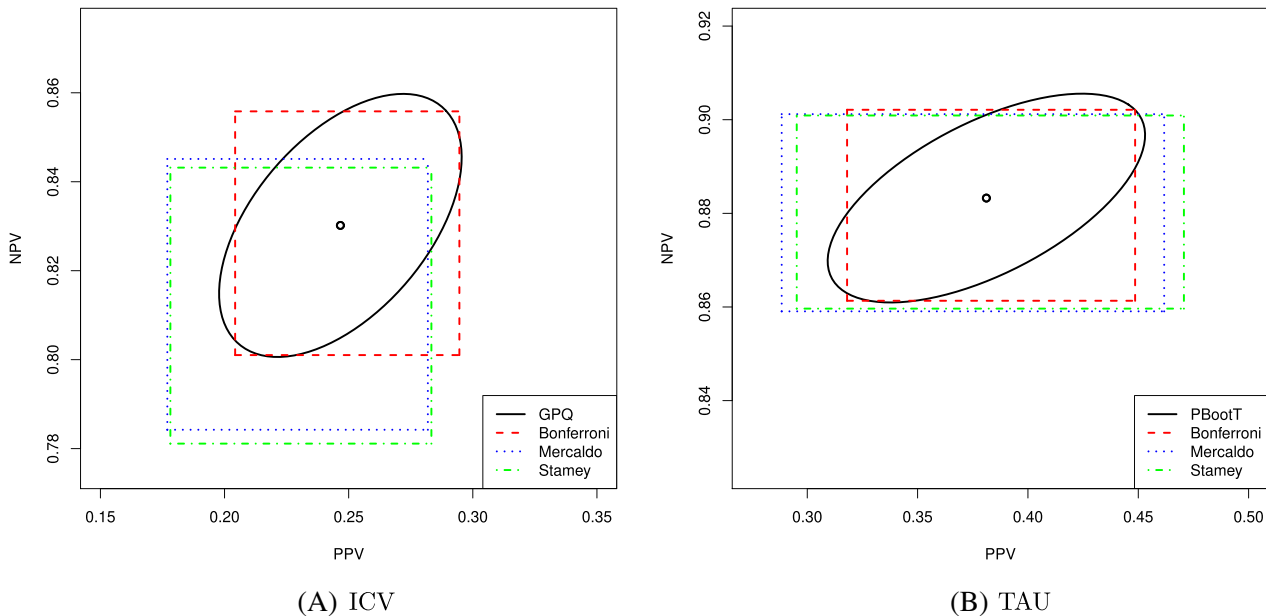 NPV
0.86
0.84
0.82
0.80
0.78
GPQ
Bonferroni
Mercaldo
Stamey
0.15 0.20 0.25 0.30 0.35
PPV
(A) ICV
NPV
0.92
0.90
0.88
0.86
0.84
PBootT
Bonferroni
Mercaldo
Stamey
0.30 0.35 0.40 0.45 0.50
PPV
(B) TAU